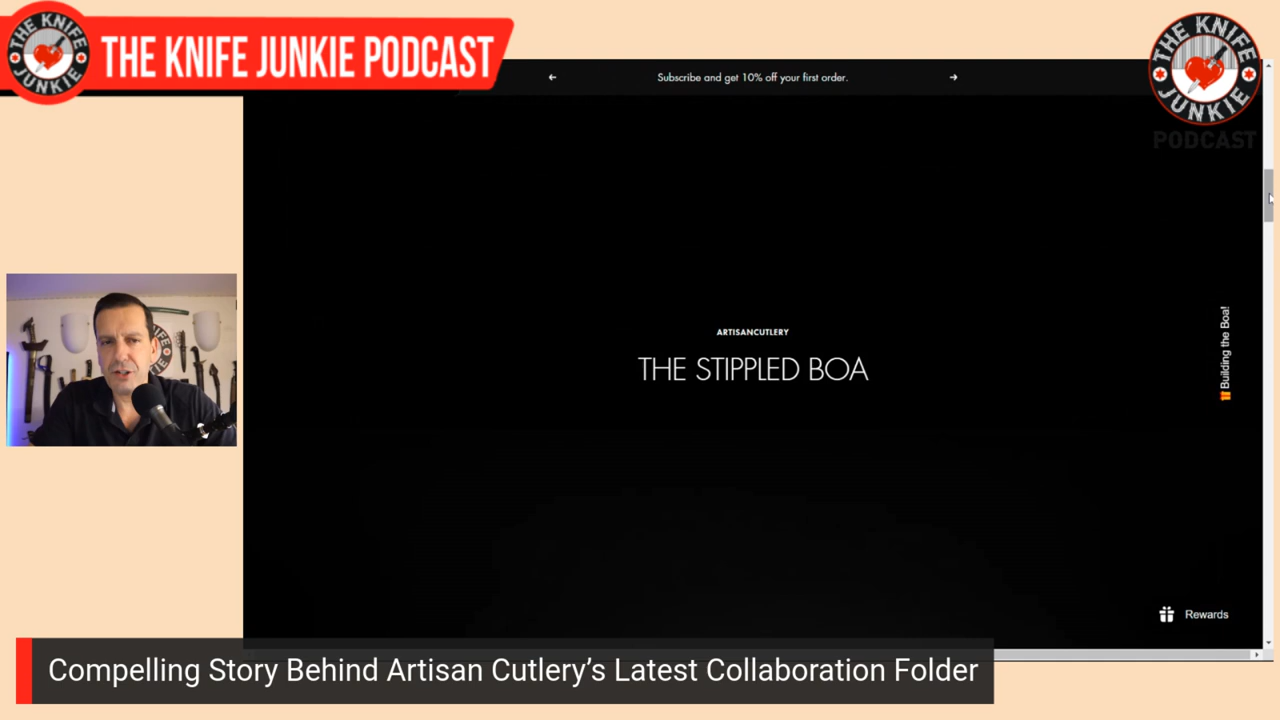 THE KNIFE JUNKIE
THE KNIFE JUNKIE PODCAST
THE KNIFE JUNKIE
PODCAST
Subscribe and get 10% off your first order.
ARTISANCUTLERY
THE STIPPLED BOA
Building the Boa!
Rewards
Compelling Story Behind Artisan Cutlery’s Latest Collaboration Folder